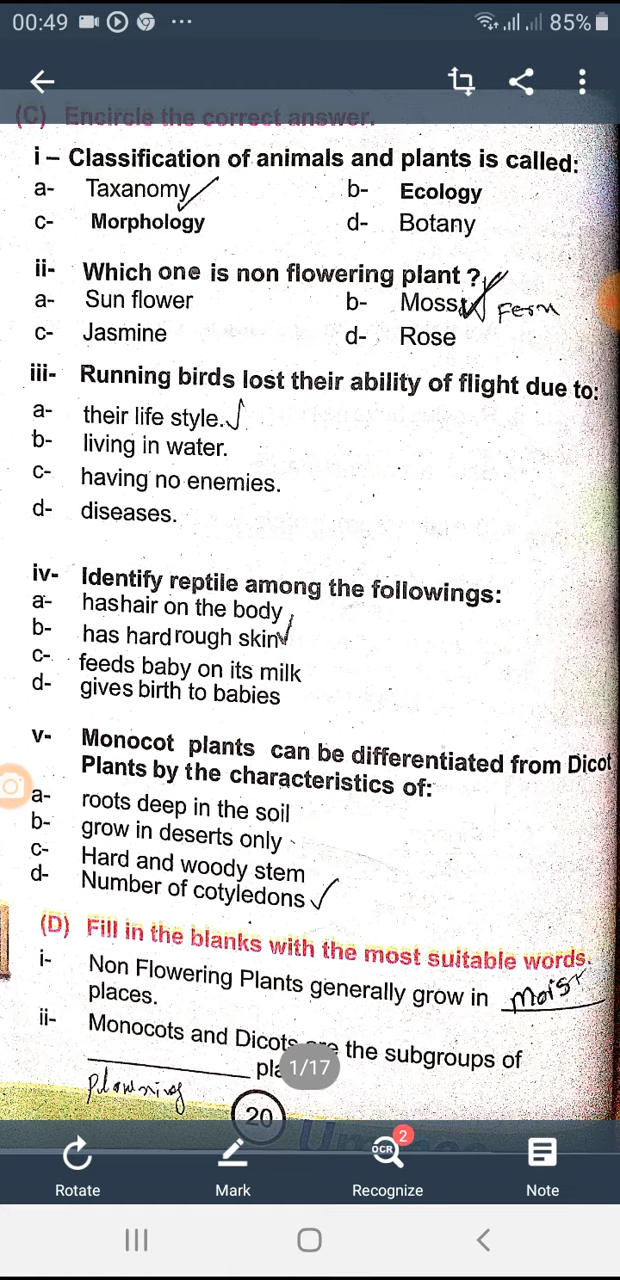 00:49 ... 85%
(C) Encircle the correct answer.
i – Classification of animals and plants is called:
a- Taxanomy b- Ecology
c- Morphology d- Botany
ii- Which one is non flowering plant ?
a- Sun flower b- Moss Fern
c- Jasmine d- Rose
iii- Running birds lost their ability of flight due to:
a- their life style.
b- living in water.
c- having no enemies.
d- diseases.
iv- Identify reptile among the followings:
a- hashair on the body
b- has hard rough skin
c- feeds baby on its milk
d- gives birth to babies
v- Monocot plants can be differentiated from Dicot
Plants by the characteristics of:
a- roots deep in the soil
b- grow in deserts only
c- Hard and woody stem
d- Number of cotyledons
(D) Fill in the blanks with the most suitable words.
i- Non Flowering Plants generally grow in moist
places.
ii- Monocots and Dicots are the subgroups of
1/17
20
OCR 2
Rotate Mark Recognize Note